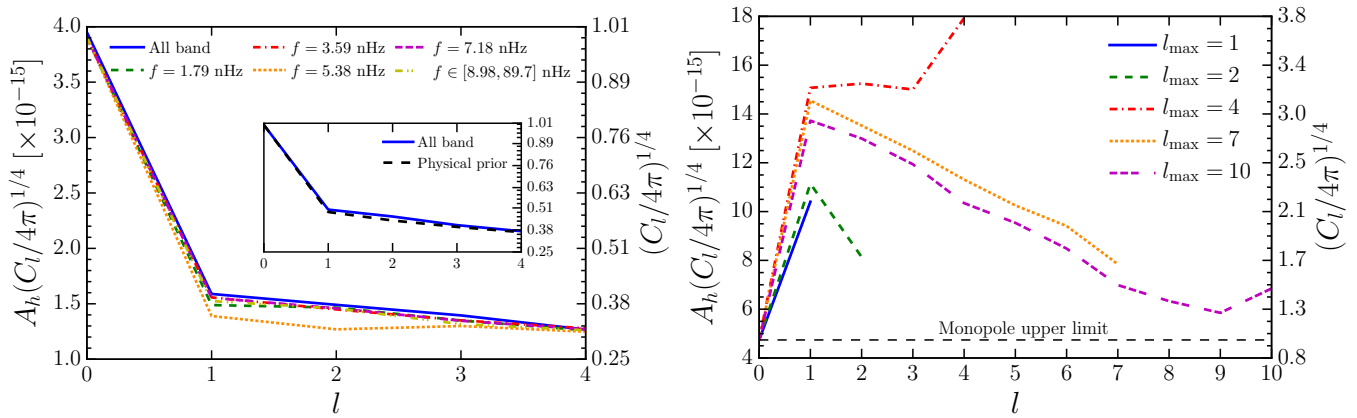 4.0
3.5
3.0
2.5
2.0
1.5
1.0
0 1 2 3 4
l
A_h(C_l/4π)^{1/4} [×10^{-15}]
All band
f = 1.79 nHz
f = 3.59 nHz
f = 5.38 nHz
f = 7.18 nHz
f ∈ [8.98, 89.7] nHz
1.01
0.89
0.76
0.63
0.51
0.38
0.25
(C_l/4π)^{1/4}
All band
Physical prior
1.01
0.89
0.76
0.63
0.51
0.38
0.25
0 1 2 3 4
18
16
14
12
10
8
6
4
0 1 2 3 4 5 6 7 8 9 10
l
A_h(C_l/4π)^{1/4} [×10^{-15}]
l_max = 1
l_max = 2
l_max = 4
l_max = 7
l_max = 10
Monopole upper limit
3.8
3.4
3.0
2.5
2.1
1.7
1.3
0.8
(C_l/4π)^{1/4}